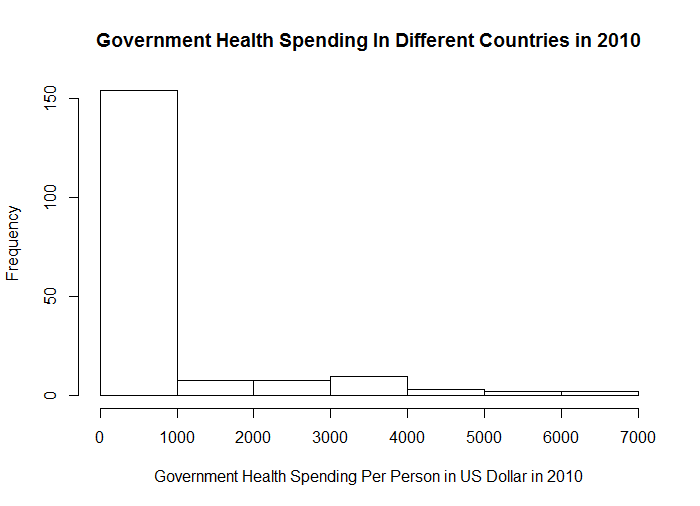 Government Health Spending In Different Countries in 2010
150
100
50
0
Frequency
0 1000 2000 3000 4000 5000 6000 7000
Government Health Spending Per Person in US Dollar in 2010